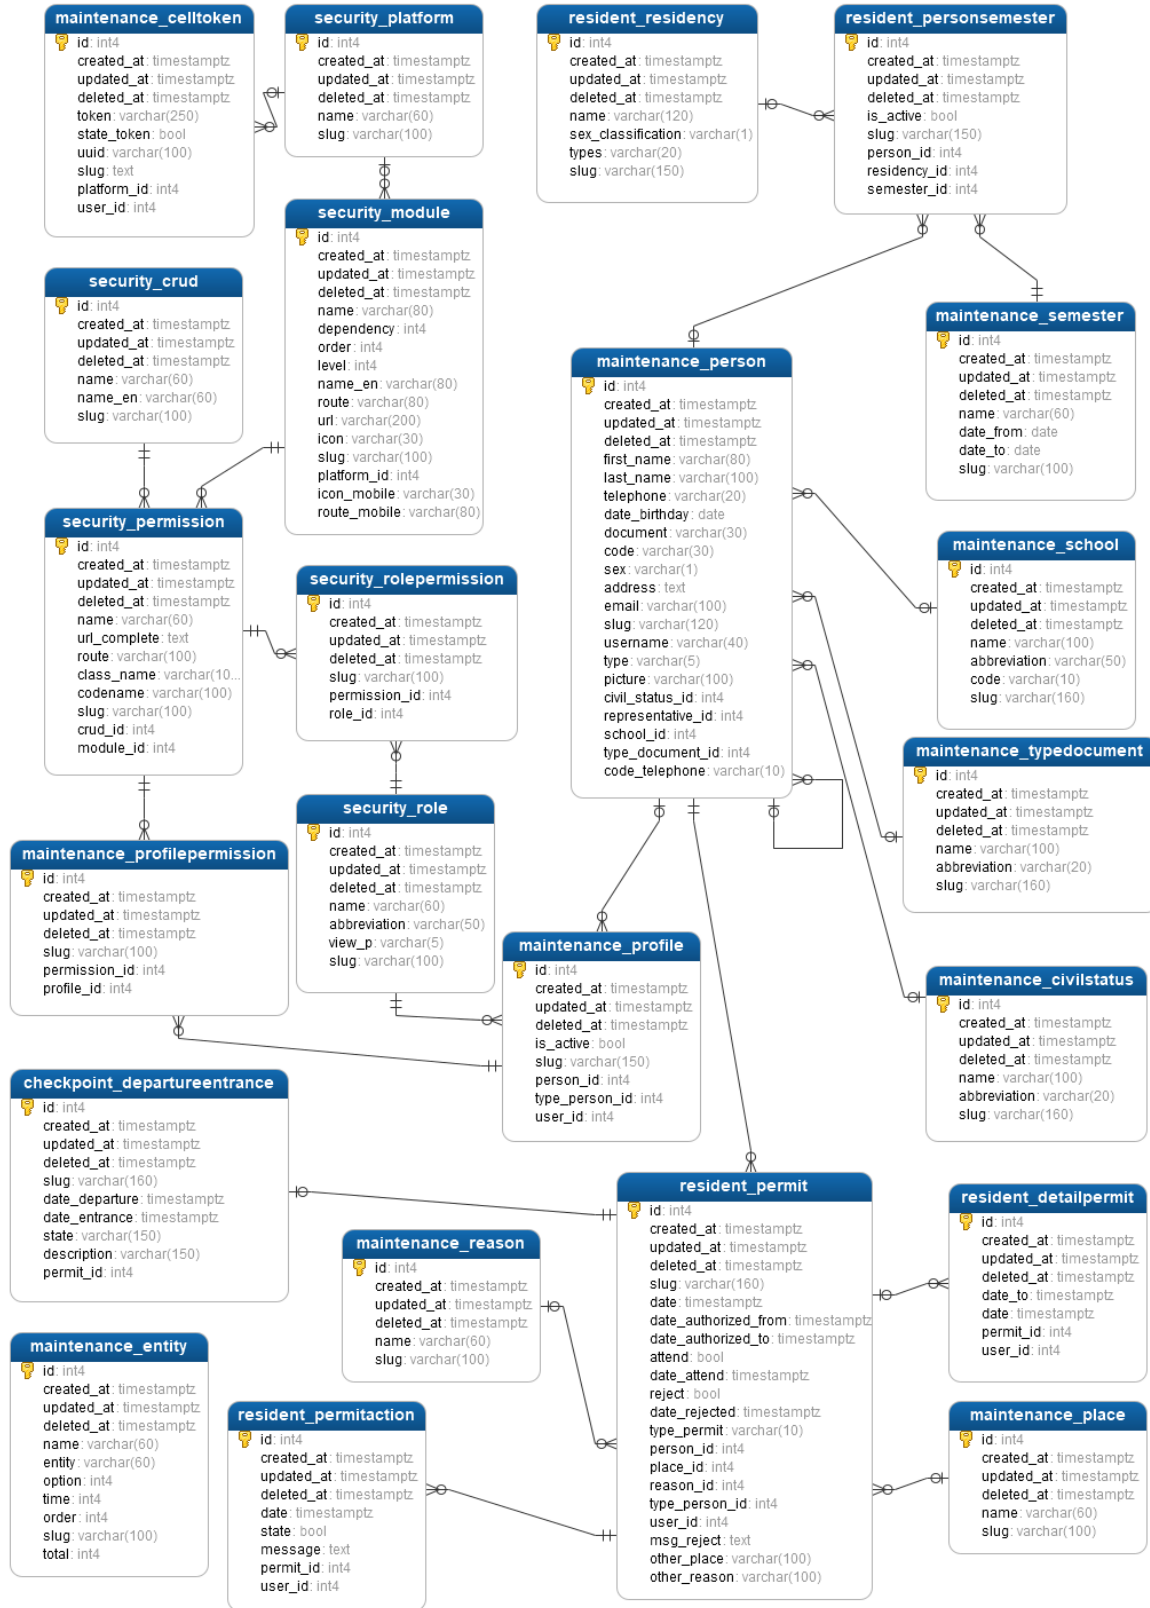 maintenance_celltoken
id: int4
created_at: timestamptz
updated_at: timestamptz
deleted_at: timestamptz
token: varchar(250)
state_token: bool
uuid: varchar(100)
slug: text
platform_id: int4
user_id: int4
security_platform
id: int4
created_at: timestamptz
updated_at: timestamptz
deleted_at: timestamptz
name: varchar(60)
slug: varchar(100)
resident_residency
id: int4
created_at: timestamptz
updated_at: timestamptz
deleted_at: timestamptz
name: varchar(120)
sex_classification: varchar(1)
types: varchar(20)
slug: varchar(150)
resident_personsemester
id: int4
created_at: timestamptz
updated_at: timestamptz
deleted_at: timestamptz
is_active: bool
slug: varchar(150)
person_id: int4
residency_id: int4
semester_id: int4
security_module
id: int4
created_at: timestamptz
updated_at: timestamptz
deleted_at: timestamptz
name: varchar(80)
dependency: int4
order: int4
level: int4
name_en: varchar(80)
route: varchar(80)
url: varchar(200)
icon: varchar(30)
slug: varchar(100)
platform_id: int4
icon_mobile: varchar(30)
route_mobile: varchar(80)
security_crud
id: int4
created_at: timestamptz
updated_at: timestamptz
deleted_at: timestamptz
name: varchar(60)
name_en: varchar(60)
slug: varchar(100)
maintenance_semester
id: int4
created_at: timestamptz
updated_at: timestamptz
deleted_at: timestamptz
name: varchar(60)
date_from: date
date_to: date
slug: varchar(100)
maintenance_person
id: int4
created_at: timestamptz
updated_at: timestamptz
deleted_at: timestamptz
first_name: varchar(80)
last_name: varchar(100)
telephone: varchar(20)
date_birthday: date
document: varchar(30)
code: varchar(30)
sex: varchar(1)
address: text
email: varchar(100)
slug: varchar(120)
username: varchar(40)
type: varchar(5)
picture: varchar(100)
civil_status_id: int4
representative_id: int4
school_id: int4
type_document_id: int4
code_telephone: varchar(10)
security_permission
id: int4
created_at: timestamptz
updated_at: timestamptz
deleted_at: timestamptz
name: varchar(60)
url_complete: text
route: varchar(100)
class_name: varchar(10...
codename: varchar(100)
slug: varchar(100)
crud_id: int4
module_id: int4
security_rolepermission
id: int4
created_at: timestamptz
updated_at: timestamptz
deleted_at: timestamptz
slug: varchar(100)
permission_id: int4
role_id: int4
maintenance_school
id: int4
created_at: timestamptz
updated_at: timestamptz
deleted_at: timestamptz
name: varchar(100)
abbreviation: varchar(50)
code: varchar(10)
slug: varchar(160)
maintenance_typedocument
id: int4
created_at: timestamptz
updated_at: timestamptz
deleted_at: timestamptz
name: varchar(100)
abbreviation: varchar(20)
slug: varchar(160)
security_role
id: int4
created_at: timestamptz
updated_at: timestamptz
deleted_at: timestamptz
name: varchar(60)
abbreviation: varchar(50)
view_p: varchar(5)
slug: varchar(100)
maintenance_profilepermission
id: int4
created_at: timestamptz
updated_at: timestamptz
deleted_at: timestamptz
slug: varchar(100)
permission_id: int4
profile_id: int4
maintenance_profile
id: int4
created_at: timestamptz
updated_at: timestamptz
deleted_at: timestamptz
is_active: bool
slug: varchar(150)
person_id: int4
type_person_id: int4
user_id: int4
maintenance_civilstatus
id: int4
created_at: timestamptz
updated_at: timestamptz
deleted_at: timestamptz
name: varchar(100)
abbreviation: varchar(20)
slug: varchar(160)
checkpoint_departureentrance
id: int4
created_at: timestamptz
updated_at: timestamptz
deleted_at: timestamptz
slug: varchar(160)
date_departure: timestamptz
date_entrance: timestamptz
state: varchar(150)
description: varchar(150)
permit_id: int4
resident_permit
id: int4
created_at: timestamptz
updated_at: timestamptz
deleted_at: timestamptz
slug: varchar(160)
date: timestamptz
date_authorized_from: timestamptz
date_authorized_to: timestamptz
attend: bool
date_attend: timestamptz
reject: bool
date_rejected: timestamptz
type_permit: varchar(10)
person_id: int4
place_id: int4
reason_id: int4
type_person_id: int4
user_id: int4
msg_reject: text
other_place: varchar(100)
other_reason: varchar(100)
resident_detailpermit
id: int4
created_at: timestamptz
updated_at: timestamptz
deleted_at: timestamptz
date_to: timestamptz
date: timestamptz
permit_id: int4
user_id: int4
maintenance_reason
id: int4
created_at: timestamptz
updated_at: timestamptz
deleted_at: timestamptz
name: varchar(60)
slug: varchar(100)
maintenance_entity
id: int4
created_at: timestamptz
updated_at: timestamptz
deleted_at: timestamptz
name: varchar(60)
entity: varchar(60)
option: int4
time: int4
order: int4
slug: varchar(100)
total: int4
resident_permitaction
id: int4
created_at: timestamptz
updated_at: timestamptz
deleted_at: timestamptz
date: timestamptz
state: bool
message: text
permit_id: int4
user_id: int4
maintenance_place
id: int4
created_at: timestamptz
updated_at: timestamptz
deleted_at: timestamptz
name: varchar(60)
slug: varchar(100)